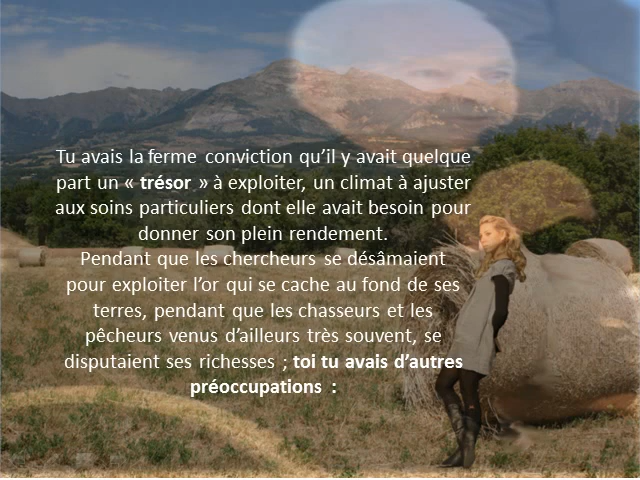 Tu avais la ferme conviction qu’il y avait quelque
part un « trésor » à exploiter, un climat à ajuster
aux soins particuliers dont elle avait besoin pour
donner son plein rendement.
Pendant que les chercheurs se désâmaient
pour exploiter l’or qui se cache au fond de ses
terres, pendant que les chasseurs et les
pêcheurs venus d’ailleurs très souvent, se
disputaient ses richesses ; toi tu avais d’autres
préoccupations :